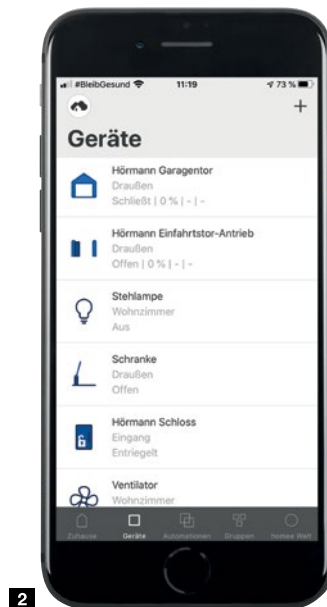 #BleibGesund 11:19 73 %
+
Geräte
Hörmann Garagentor
Draußen
Schließt | 0 % | - | -
Hörmann Einfahrtstor-Antrieb
Draußen
Offen | 0 % | - | -
Stehlampe
Wohnzimmer
Aus
Schranke
Draußen
Offen
Hörmann Schloss
Eingang
Entriegelt
Ventilator
Wohnzimmer
Zuhause Geräte Automationen Gruppen homee Welt
2